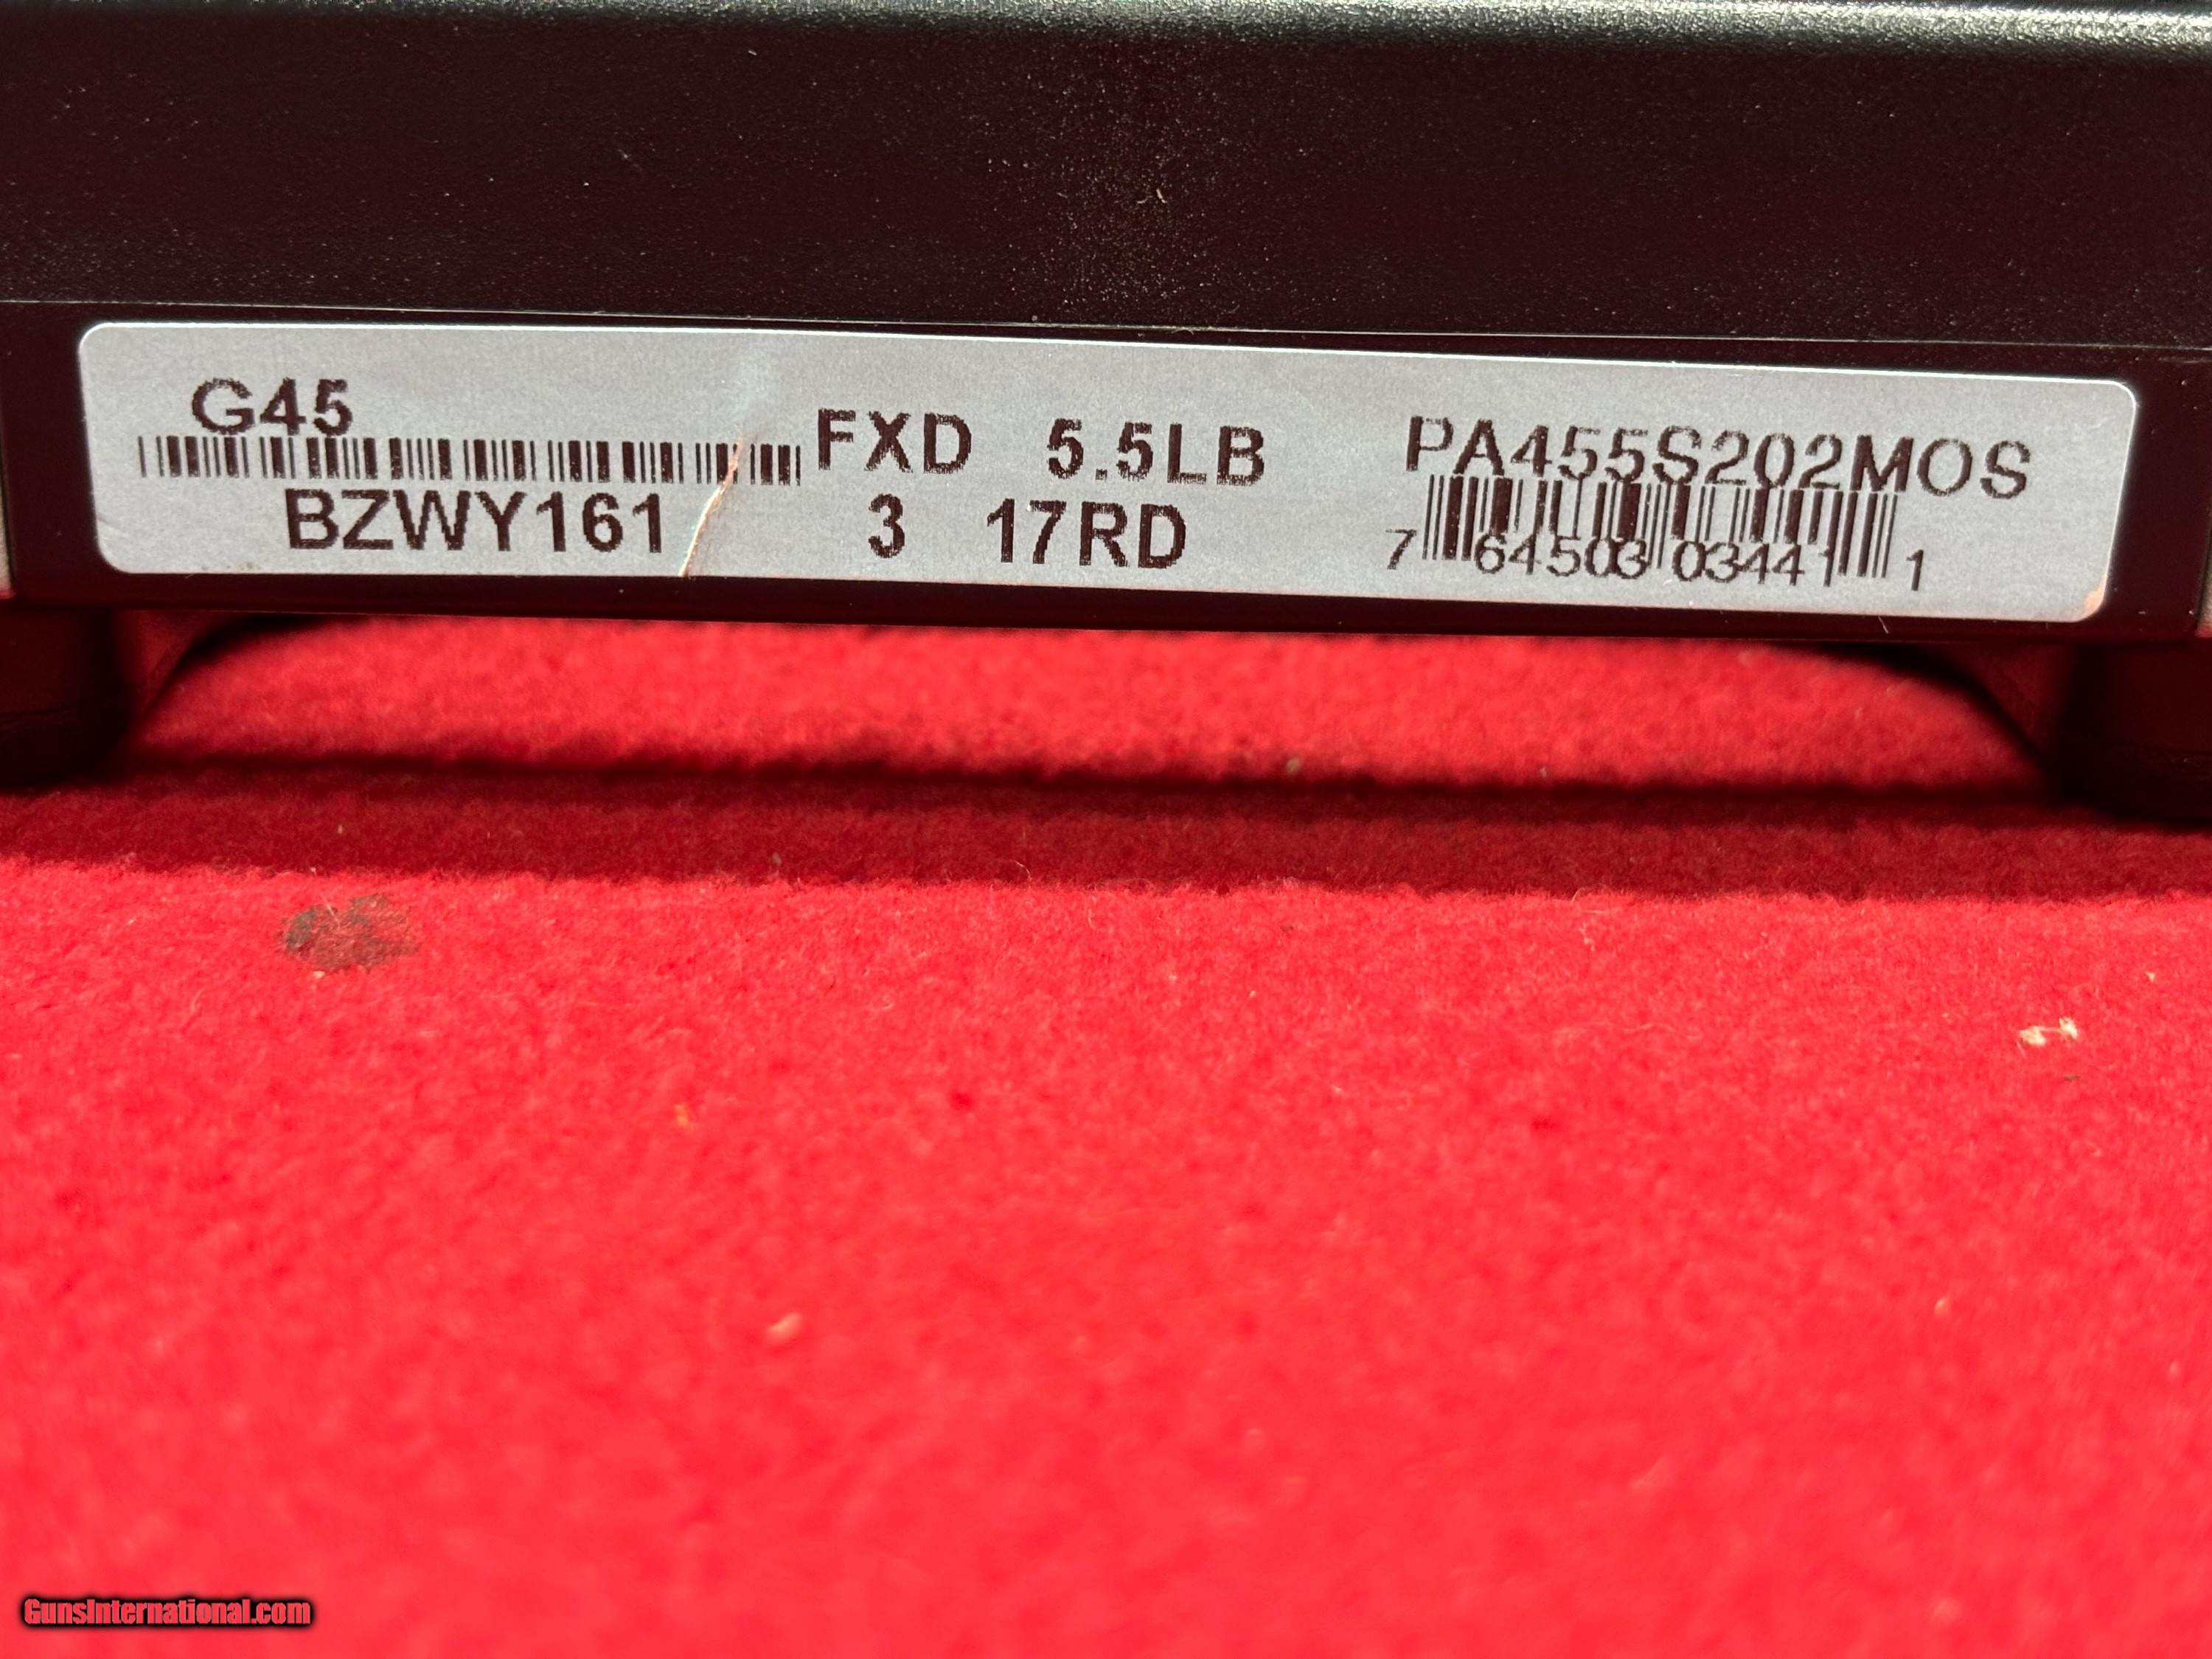 G45 FXD 5.5LB PA455S202MOS
BZWY161 3 17RD 7 64503 03441 1
GunsInternational.com